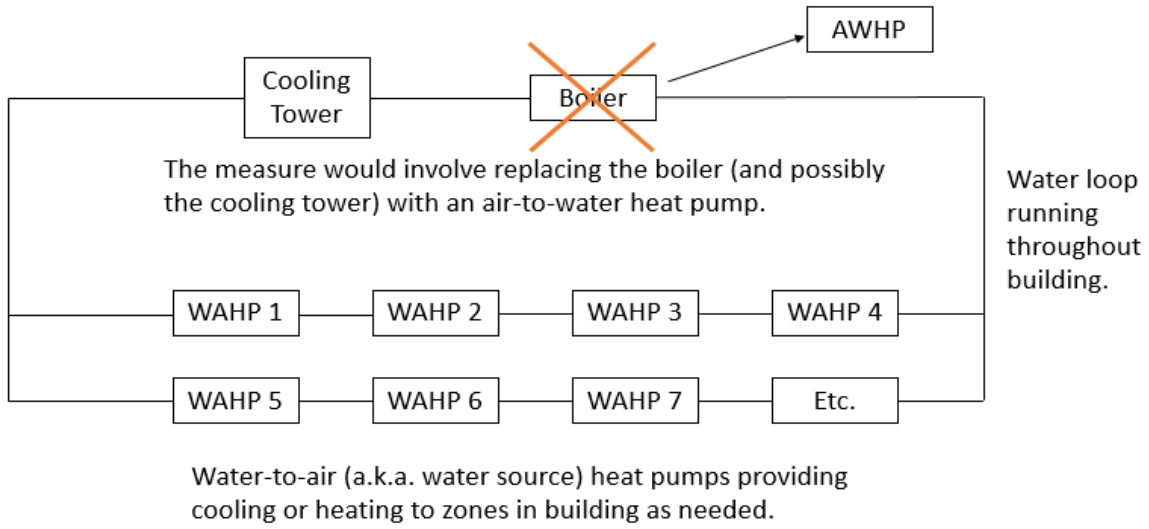 AWHP
Cooling
Tower
Boiler
The measure would involve replacing the boiler (and possibly
the cooling tower) with an air-to-water heat pump.
Water loop
running
throughout
building.
WAHP 1
WAHP 2
WAHP 3
WAHP 4
WAHP 5
WAHP 6
WAHP 7
Etc.
Water-to-air (a.k.a. water source) heat pumps providing
cooling or heating to zones in building as needed.